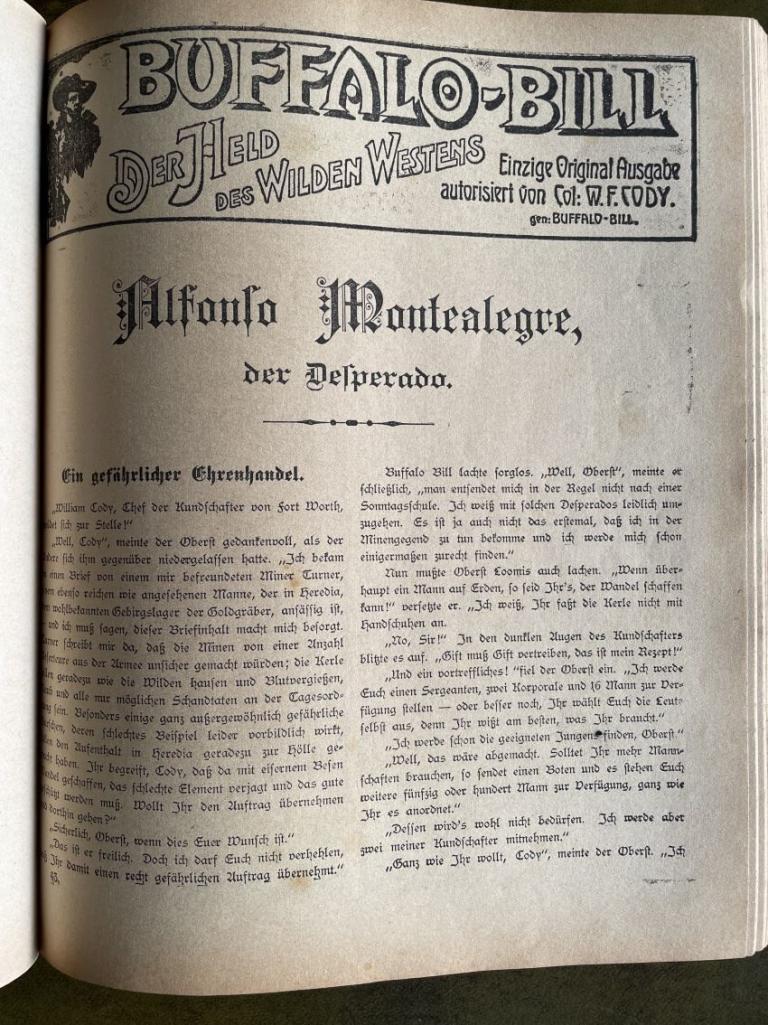 BUFFALO-BILL
DER HELD
DES WILDEN WESTENS
Einzige Original Ausgabe
autorisiert von Col: W. F. CODY.
gen: BUFFALO-BILL.
Alfonso Montealegre,
der Desperado.
Ein gefährlicher Ehrenhandel.
„William Cody, Chef der Kundschafter von Fort Worth,
sich zur Stelle!“
„Well, Cody“, meinte der Oberst gedankenvoll, als der
sich ihm gegenüber niedergelassen hatte. „Ich bekam
einen Brief von einem mir befreundeten Miner Turner,
ebenso reichen wie angesehenen Manne, der in Heredia,
wohlbekannten Gebirgslager der Goldgräber, ansässig ist,
und ich muß sagen, dieser Briefinhalt macht mich besorgt.
schreibt mir da, daß die Minen von einer Anzahl
aus der Armee unsicher gemacht würden; die Kerle
geradezu wie die Wilden hausen und Blutvergießen,
und alle nur möglichen Schandtaten an der Tagesord-
sein. Besonders einige ganz außergewöhnlich gefährliche
deren schlechtes Beispiel leider vorbildlich wirkt,
den Aufenthalt in Heredia geradezu zur Hölle ge-
haben. Ihr begreift, Cody, daß da mit eisernem Besen
geschaffen, das schlechte Element verjagt und das gute
werden muß. Wollt Ihr den Auftrag übernehmen
dorthin gehen?“
„Sicherlich, Oberst, wenn dies Euer Wunsch ist.“
„Das ist er freilich. Doch ich darf Euch nicht verhehlen,
Ihr damit einen recht gefährlichen Auftrag übernehmt.“
Buffalo Bill lachte sorglos. „Well, Oberst“, meinte er
schließlich, „man entsendet mich in der Regel nicht nach einer
Sonntagsschule. Ich weiß mit solchen Desperados leidlich um-
zugehen. Es ist ja auch nicht das erstemal, daß ich in der
Minengegend zu tun bekomme und ich werde mich schon
einigermaßen zurecht finden.“
Nun mußte Oberst Loomis auch lachen. „Wenn über-
haupt ein Mann auf Erden, so seid Ihr's, der Wandel schaffen
kann!“ versetzte er. „Ich weiß, Ihr faßt die Kerle nicht mit
Handschuhen an.
„No, Sir!“ In den dunklen Augen des Kundschafters
blitzte es auf. „Gift muß Gift vertreiben, das ist mein Rezept!“
„Und ein vortreffliches! “fiel der Oberst ein. „Ich werde
Euch einen Sergeanten, zwei Korporale und 16 Mann zur Ver-
fügung stellen — oder besser noch, Ihr wählt Euch die Leute
selbst aus, denn Ihr wißt am besten, was Ihr braucht.“
„Ich werde schon die geeigneten Jungen finden, Oberst.“
„Well, das wäre abgemacht. Solltet Ihr mehr Mann-
schaften brauchen, so sendet einen Boten und es stehen Euch
weitere fünfzig oder hundert Mann zur Verfügung, ganz wie
Ihr es anordnet.“
„Dessen wird's wohl nicht bedürfen. Ich werde aber
zwei meiner Kundschafter mitnehmen.“
„Ganz wie Ihr wollt, Cody“, meinte der Oberst. „Ich